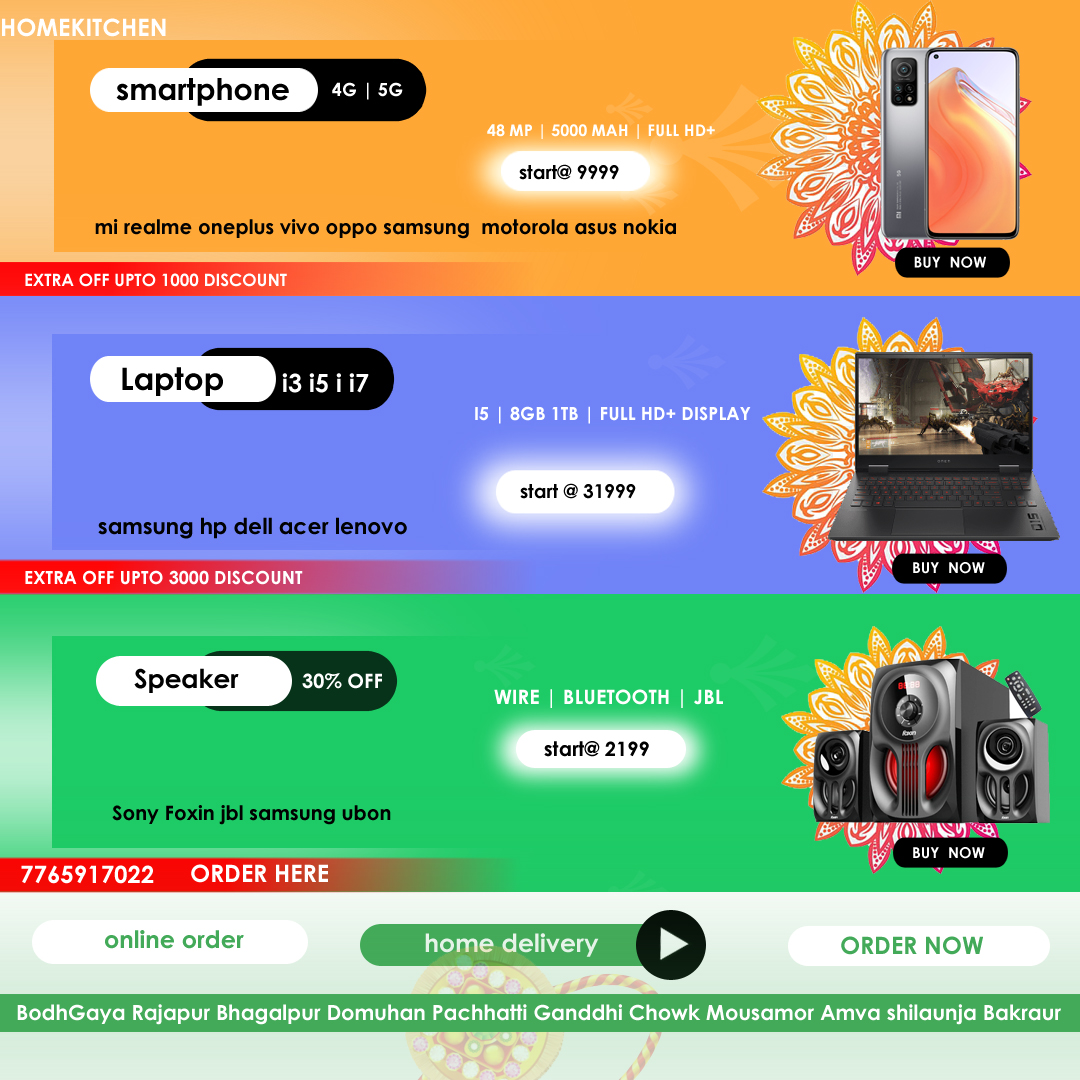 HOMEKITCHEN
smartphone 4G | 5G
48 MP | 5000 MAH | FULL HD+
start@ 9999
mi realme oneplus vivo oppo samsung motorola asus nokia
BUY NOW
EXTRA OFF UPTO 1000 DISCOUNT
Laptop i3 i5 i i7
I5 | 8GB 1TB | FULL HD+ DISPLAY
start @ 31999
samsung hp dell acer lenovo
BUY NOW
EXTRA OFF UPTO 3000 DISCOUNT
Speaker 30% OFF
WIRE | BLUETOOTH | JBL
start@ 2199
foxin
Sony Foxin jbl samsung ubon
BUY NOW
7765917022 ORDER HERE
online order
home delivery
ORDER NOW
BodhGaya Rajapur Bhagalpur Domuhan Pachhatti Ganddhi Chowk Mousamor Amva shilaunja Bakraur